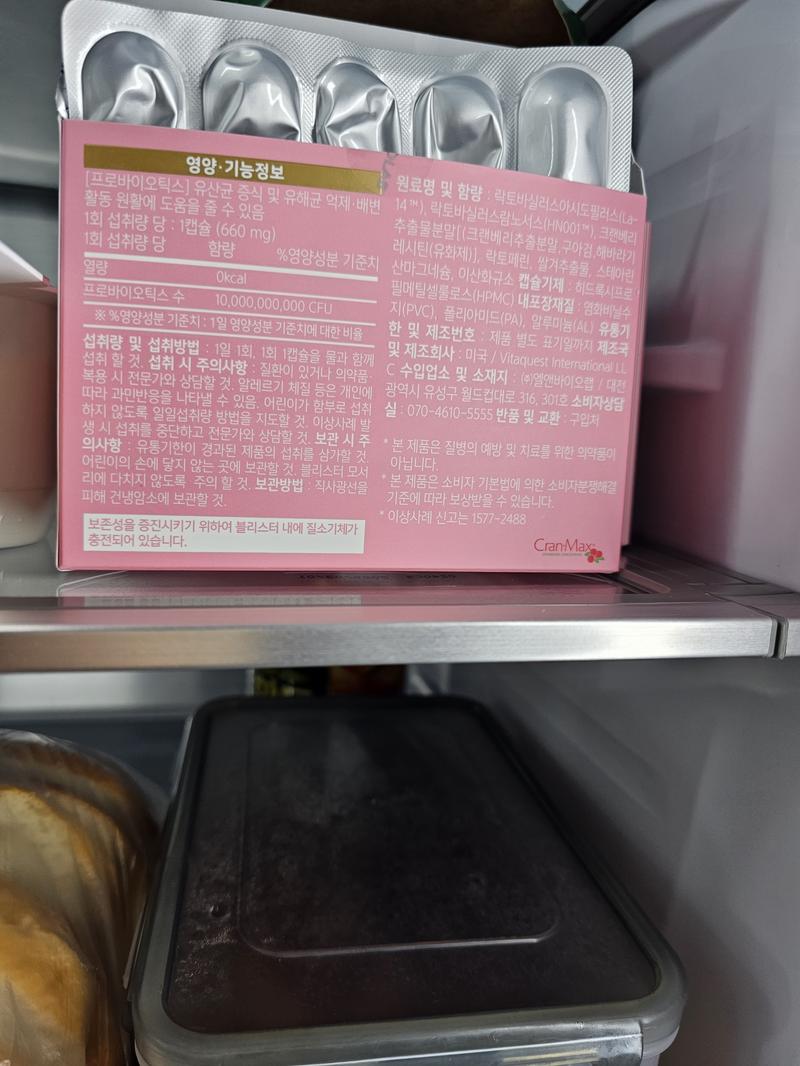 영양·기능정보
[프로바이오틱스] 유산균 증식 및 유해균 억제·배변
활동 원활에 도움을 줄 수 있음
1회 섭취량 당 : 1캡슐 (660 mg)
1회 섭취량 당 함량 %영양성분 기준치
열량 0kcal
프로바이오틱스 수 10,000,000,000 CFU
※ %영양성분 기준치 : 1일 영양성분 기준치에 대한 비율
섭취량 및 섭취방법 : 1일 1회, 1회 1캡슐을 물과 함께
섭취 할 것. 섭취 시 주의사항 : 질환이 있거나 의약품·
복용 시 전문가와 상담할 것. 알레르기 체질 등은 개인에
따라 과민반응을 나타낼 수 있음. 어린이가 함부로 섭취
하지 않도록 일일섭취량 방법을 지도할 것. 이상사례 발
생 시 섭취를 중단하고 전문가와 상담할 것. 보관 시 주
의사항 : 유통기한이 경과된 제품의 섭취를 삼가할 것.
어린이의 손에 닿지 않는 곳에 보관할 것. 블리스터 모서
리에 다치지 않도록 주의 할 것. 보관방법 : 직사광선을
피해 건냉암소에 보관할 것.
보존성을 증진시키기 위하여 블리스터 내에 질소기체가
충전되어 있습니다.
원료명 및 함량 : 락토바실러스아시도필러스(La-
14™), 락토바실러스람노서스(HN001™), 크랜베리
추출물분말[(크랜베리추출분말,구아검,해바라기
레시틴(유화제)], 락토페린, 쌀겨추출물, 스테아린
산마그네슘, 이산화규소 캡슐기제 : 히드록시프로
필메틸셀룰로스(HPMC) 내포장재질 : 염화비닐수
지(PVC), 폴리아미드(PA), 알루미늄(AL) 유통기
한 및 제조번호 : 제품 별도 표기일까지 제조국
및 제조회사 : 미국 / Vitaquest International LL
C 수입업소 및 소재지 : ㈜엘앤바이오랩 / 대전
광역시 유성구 월드컵대로 316, 301호 소비자상담
실 : 070-4610-5555 반품 및 교환 : 구입처
* 본 제품은 질병의 예방 및 치료를 위한 의약품이
아닙니다.
* 본 제품은 소비자 기본법에 의한 소비자분쟁해결
기준에 따라 보상받을 수 있습니다.
* 이상사례 신고는 1577-2488
Cran-Max